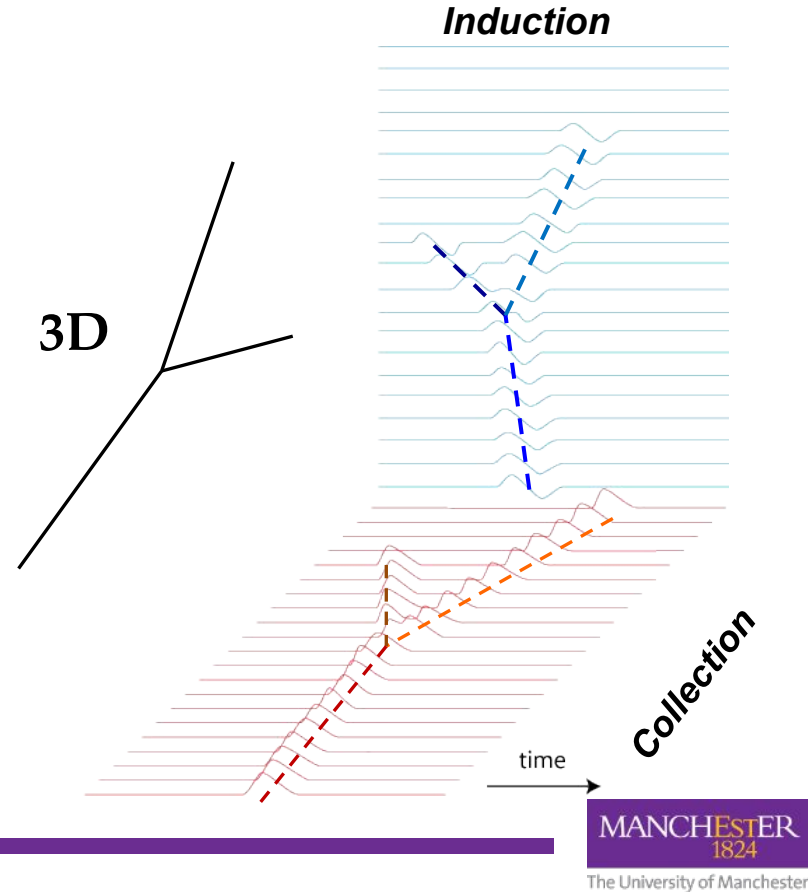 Induction
3D
Collection
time
MANCHESTER
1824
The University of Manchester